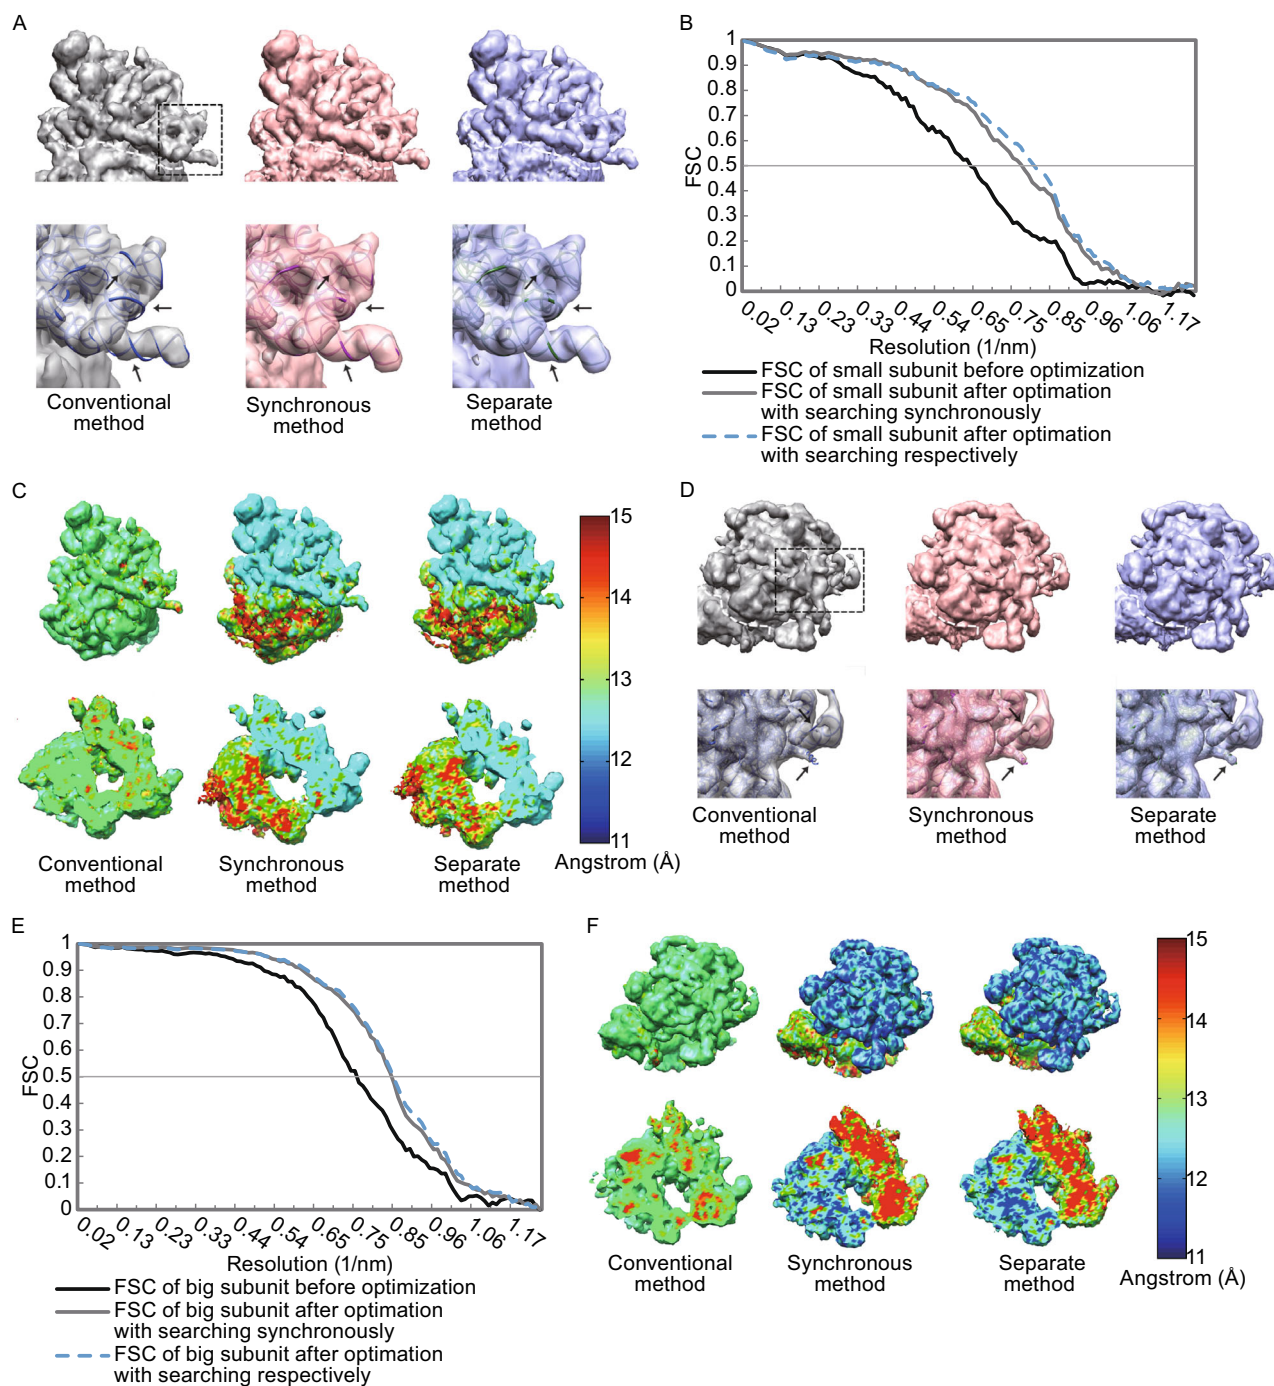 A
Conventional
method
Synchronous
method
Separate
method
B
FSC
1
0.9
0.8
0.7
0.6
0.5
0.4
0.3
0.2
0.1
0
0.02 0.13 0.23 0.33 0.44 0.54 0.65 0.75 0.85 0.96 1.06 1.17
Resolution (1/nm)
FSC of small subunit before optimization
FSC of small subunit after optimation
with searching synchronously
FSC of small subunit after optimation
with searching respectively
C
Conventional
method
Synchronous
method
Separate
method
15
14
13
12
11
Angstrom (Å)
D
Conventional
method
Synchronous
method
Separate
method
E
FSC
1
0.9
0.8
0.7
0.6
0.5
0.4
0.3
0.2
0.1
0
0.02 0.13 0.23 0.33 0.44 0.54 0.65 0.75 0.85 0.96 1.06 1.17
Resolution (1/nm)
FSC of big subunit before optimization
FSC of big subunit after optimation
with searching synchronously
FSC of big subunit after optimation
with searching respectively
F
Conventional
method
Synchronous
method
Separate
method
15
14
13
12
11
Angstrom (Å)